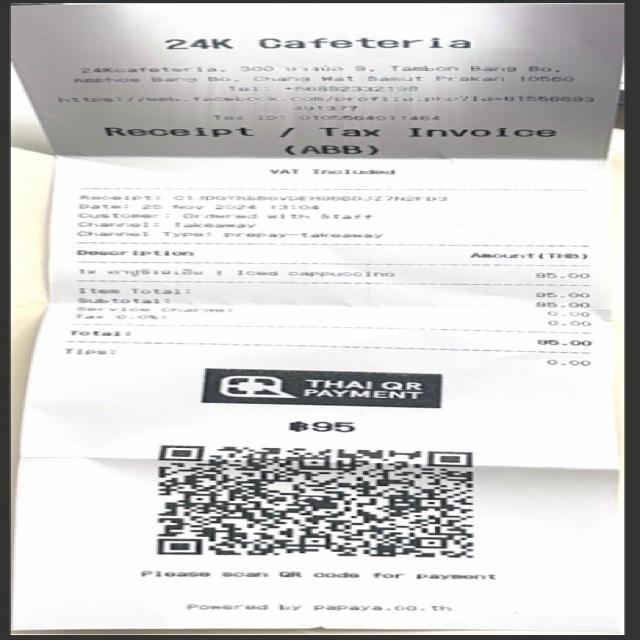 24K Cafeteria
24Kcafeteria, 300 บางบ่อ 9, Tambon Bang Bo,
Amphoe Bang Bo, Chang Wat Samut Prakan 10560
Tel: +66882332198
https://web.facebook.com/profile.php?id=61556693
491377
Tax ID: 0105564011464
Receipt / Tax Invoice
(ABB)
VAT Included
Receipt:
Date: 25 Nov 2024 13:04
Customer: Ordered with Staff
Channel: Takeaway
Channel Type: prepay-takeaway
Description Amount(THB)
1x คาปูชิโน่เย็น | Iced cappuccino 95.00
Item Total: 95.00
Subtotal: 95.00
Service Charge: 0.00
Tax 0.0%: 0.00
Total: 95.00
Tips: 0.00
THAI QR
PAYMENT
฿95
Please scan QR code for payment
Powered by papaya.co.th